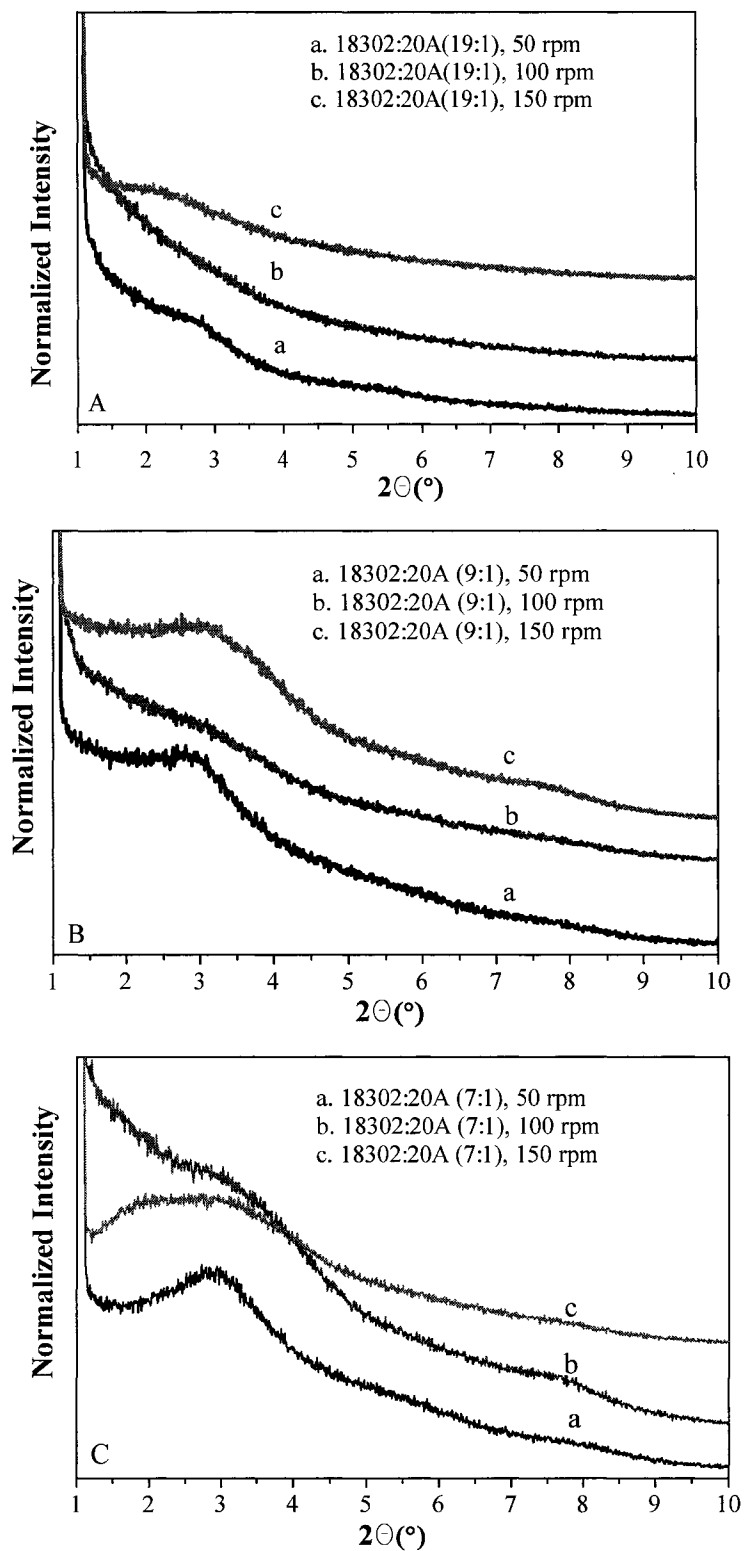 Normalized Intensity
a. 18302:20A(19:1), 50 rpm
b. 18302:20A(19:1), 100 rpm
c. 18302:20A(19:1), 150 rpm
c
b
a
A
1 2 3 4 5 6 7 8 9 10
2Θ(°)
Normalized Intensity
a. 18302:20A (9:1), 50 rpm
b. 18302:20A (9:1), 100 rpm
c. 18302:20A (9:1), 150 rpm
c
b
a
B
1 2 3 4 5 6 7 8 9 10
2Θ(°)
Normalized Intensity
a. 18302:20A (7:1), 50 rpm
b. 18302:20A (7:1), 100 rpm
c. 18302:20A (7:1), 150 rpm
c
b
a
C
1 2 3 4 5 6 7 8 9 10
2Θ(°)